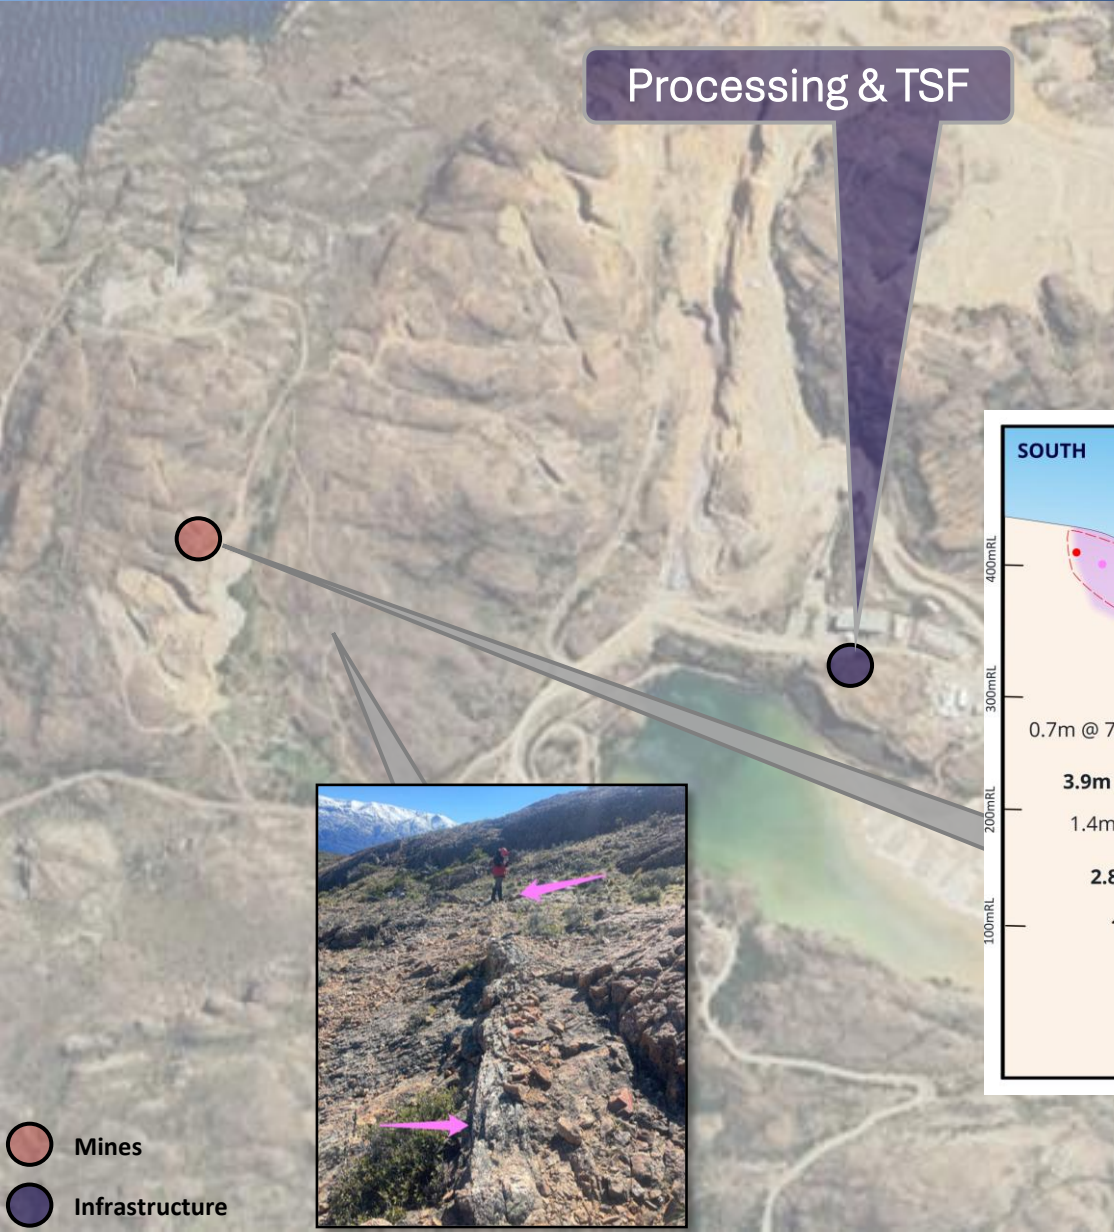 Processing & TSF
SOUTH
400mRL
300mRL
0.7m @ 7
3.9m
200mRL
1.4m
2.8
100mRL
Mines
Infrastructure